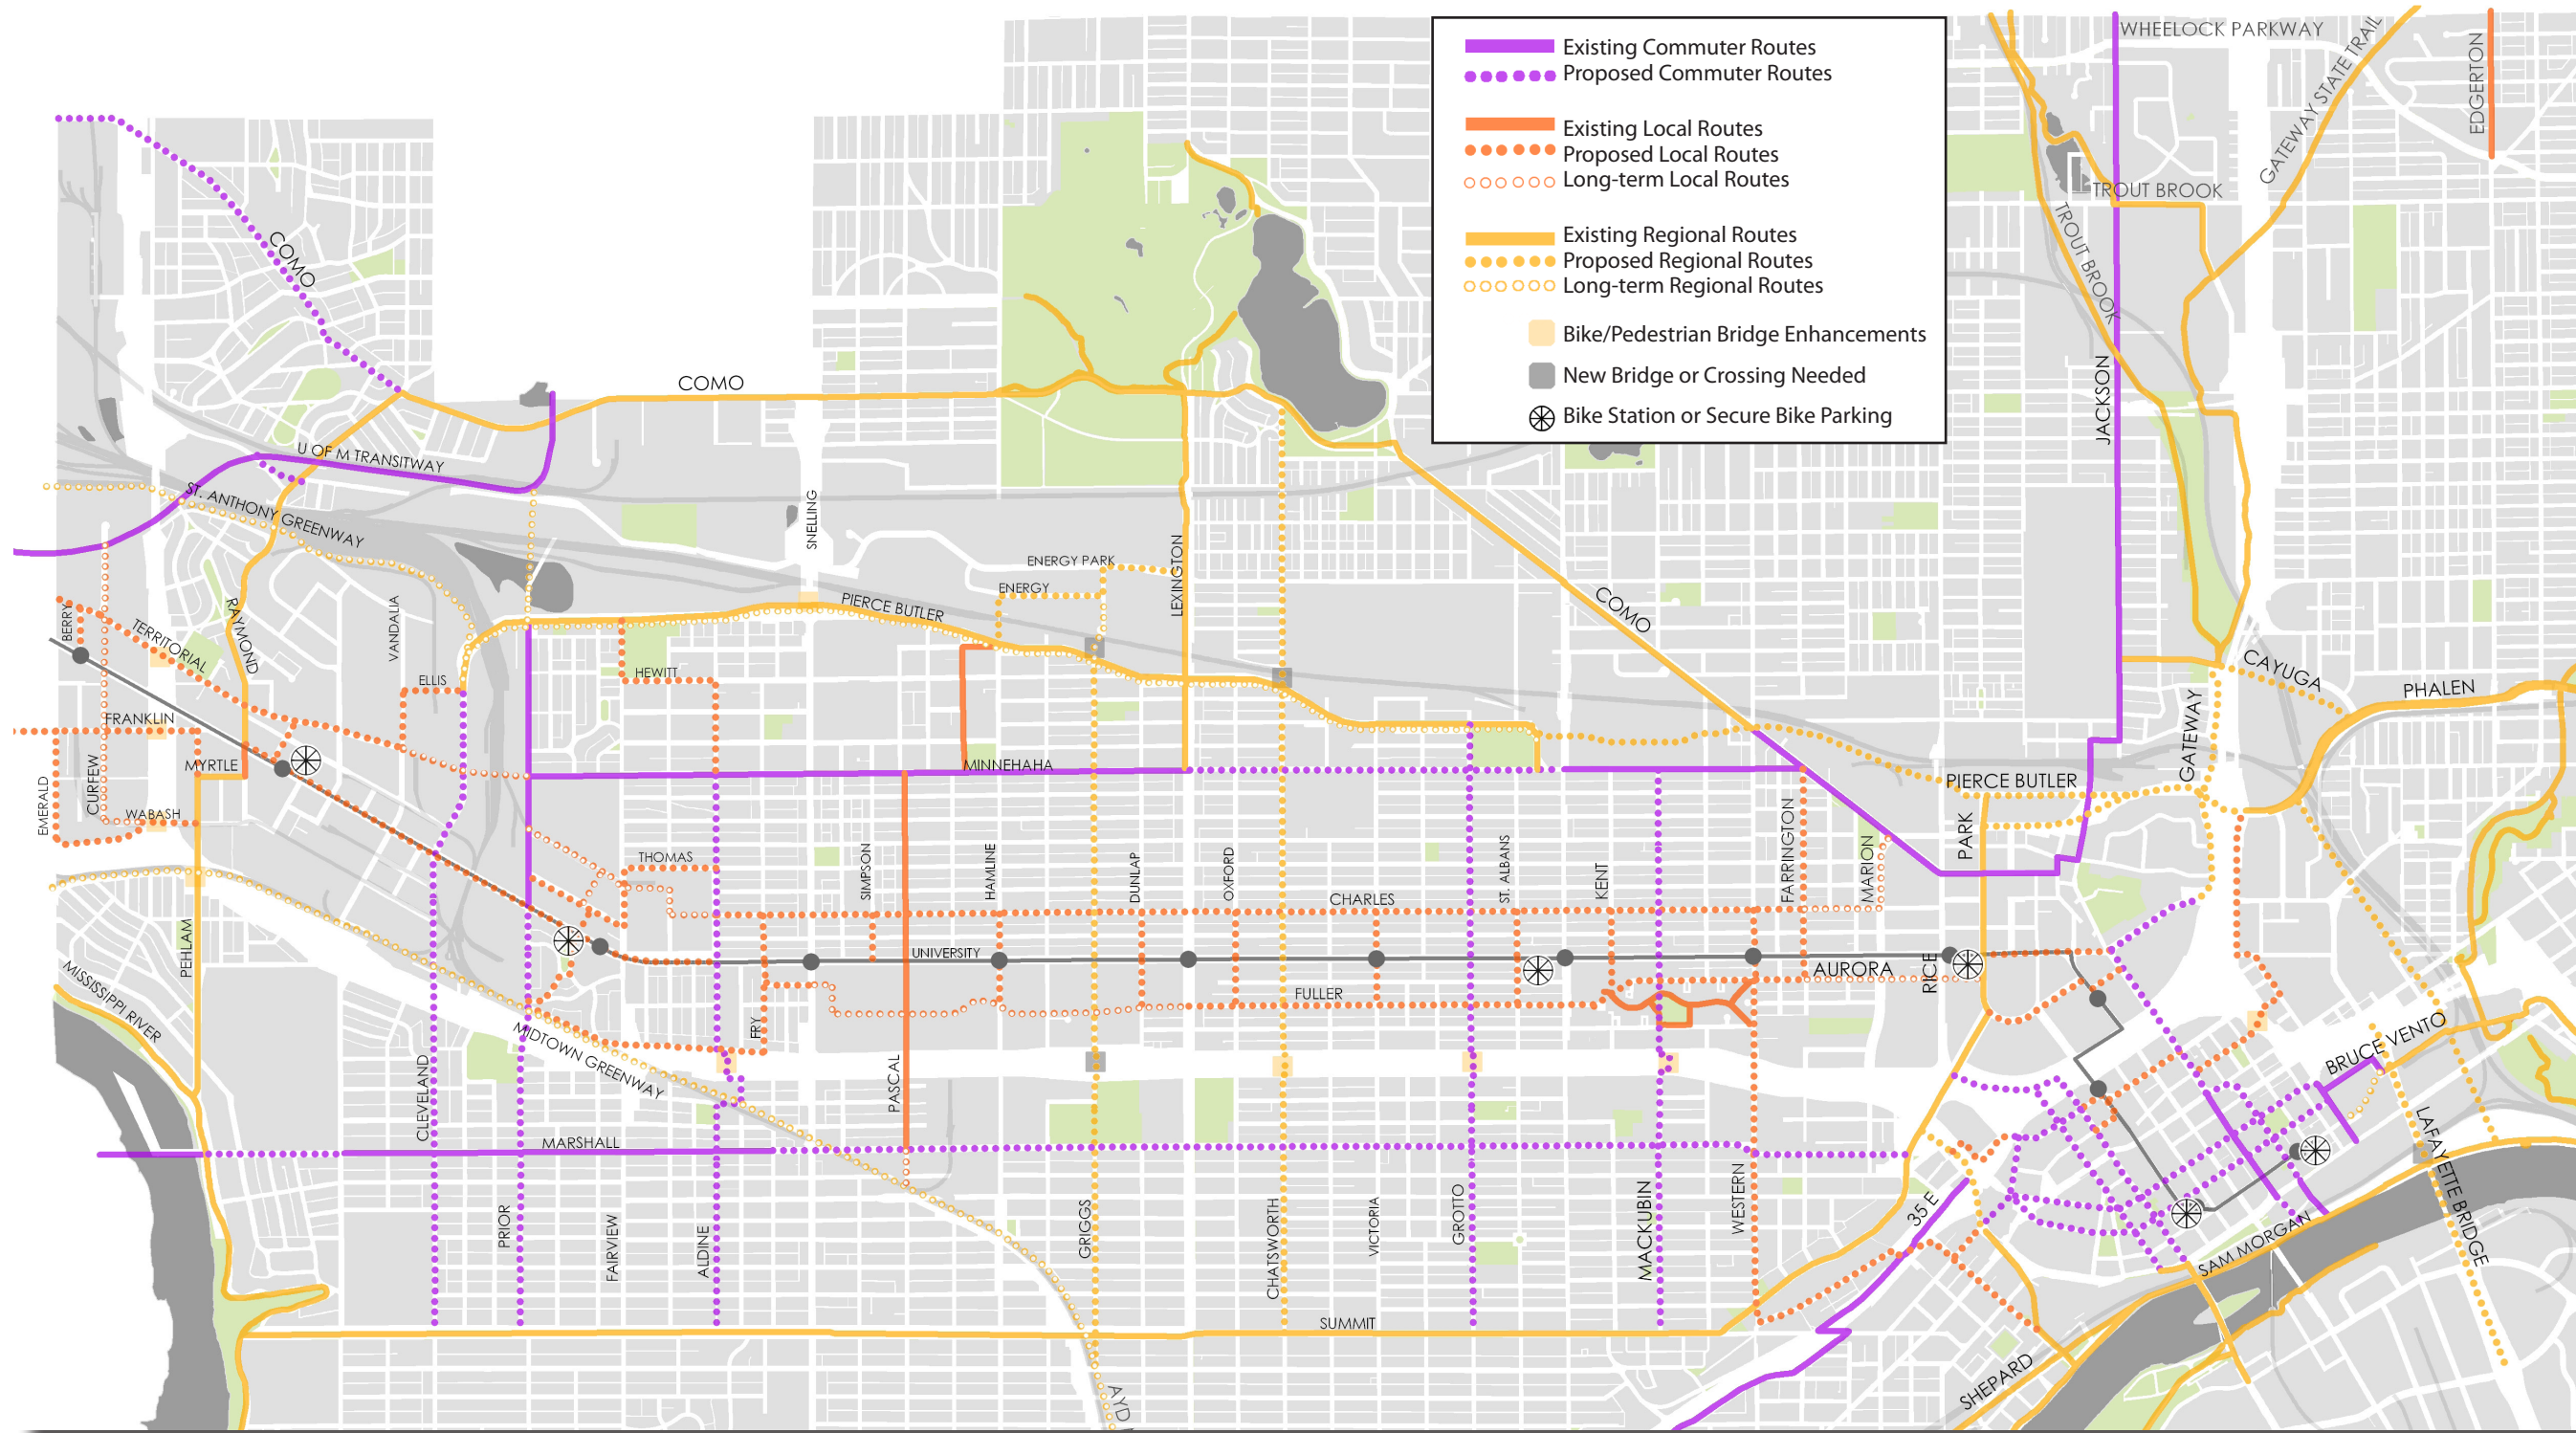 WHEELOCK PARKWAY
GATEWAY STATE TRAIL
EDGERTON
Existing Commuter Routes
Proposed Commuter Routes
Existing Local Routes
Proposed Local Routes
Long-term Local Routes
Existing Regional Routes
Proposed Regional Routes
Long-term Regional Routes
Bike/Pedestrian Bridge Enhancements
New Bridge or Crossing Needed
Bike Station or Secure Bike Parking
TROUT BROOK
TROUT BROOK
COMO
COMO
JACKSON
U OF M TRANSITWAY
ST. ANTHONY GREENWAY
SNELLING
ENERGY PARK
ENERGY
LEXINGTON
PIERCE BUTLER
COMO
BERRY
TERRITORIAL
RAYMOND
VANDALIA
ELLIS
HEWITT
CAYUGA
PHALEN
GATEWAY
FRANKLIN
MYRTLE
MINNEHAHA
PIERCE BUTLER
EMERALD
CURFEW
WABASH
THOMAS
SIMPSON
HAMLINE
DUNLAP
OXFORD
CHARLES
ST. ALBANS
KENT
FARRINGTON
MARION
PARK
PEHLAM
UNIVERSITY
AURORA
RICE
MISSISSIPPI RIVER
FULLER
FRY
MIDTOWN GREENWAY
BRUCE VENTO
CLEVELAND
PASCAL
MARSHALL
LAFAYETTE BRIDGE
PRIOR
FAIRVIEW
ALDINE
GRIGGS
CHATSWORTH
VICTORIA
GROTTO
MACKUBIN
WESTERN
35 E
SAM MORGAN
SUMMIT
SHEPARD
AYD